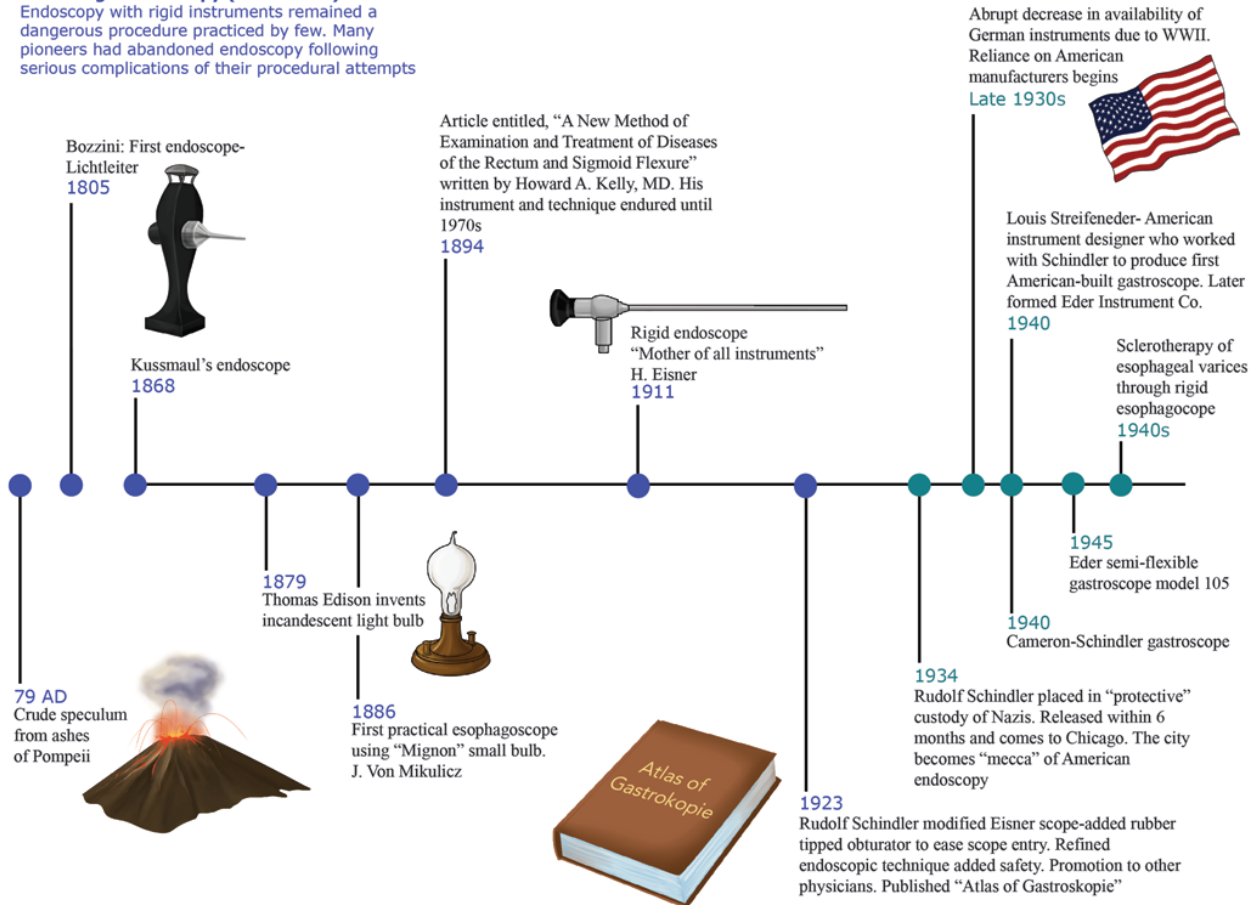 Endoscopy with rigid instruments remained a
dangerous procedure practiced by few. Many
pioneers had abandoned endoscopy following
serious complications of their procedural attempts
Bozzini: First endoscope-
Lichtleiter
1805
Kussmaul’s endoscope
1868
Article entitled, “A New Method of
Examination and Treatment of Diseases
of the Rectum and Sigmoid Flexure”
written by Howard A. Kelly, MD. His
instrument and technique endured until
1970s
1894
Rigid endoscope
“Mother of all instruments”
H. Eisner
1911
Abrupt decrease in availability of
German instruments due to WWII.
Reliance on American
manufacturers begins
Late 1930s
Louis Streifeneder- American
instrument designer who worked
with Schindler to produce first
American-built gastroscope. Later
formed Eder Instrument Co.
1940
Sclerotherapy of
esophageal varices
through rigid
esophagocope
1940s
79 AD
Crude speculum
from ashes
of Pompeii
1879
Thomas Edison invents
incandescent light bulb
1886
First practical esophagoscope
using “Mignon” small bulb.
J. Von Mikulicz
Atlas of
Gastrokopie
1923
Rudolf Schindler modified Eisner scope-added rubber
tipped obturator to ease scope entry. Refined
endoscopic technique added safety. Promotion to other
physicians. Published “Atlas of Gastroskopie”
1934
Rudolf Schindler placed in “protective”
custody of Nazis. Released within 6
months and comes to Chicago. The city
becomes “mecca” of American
endoscopy
1940
Cameron-Schindler gastroscope
1945
Eder semi-flexible
gastroscope model 105